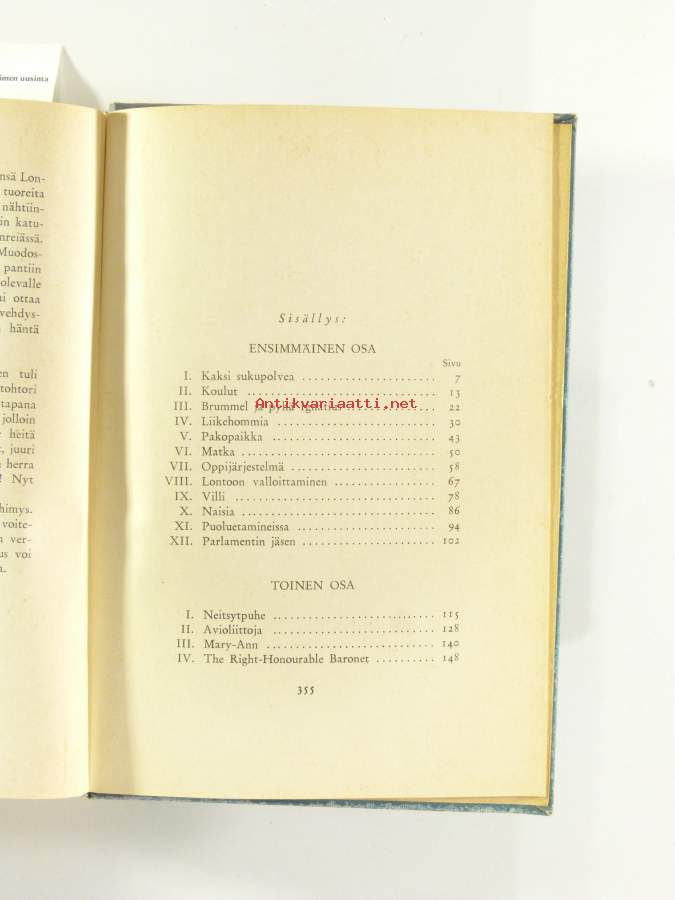 imen uusinta
nsä Lon-
tuoreita
nähtiin-
in katu-
nreiässä.
Muodos-
pantiin
olevalle
ai ottaa
vehdys-
häntä
en tuli
tohtori
tapana
jolloin
heitä
t, juuri
herra
! Nyt
himys.
voite-
n ver-
us voi
a.
Sisällys:
ENSIMMÄINEN OSA
Sivu
I. Kaksi sukupolvea ...................... 7
II. Koulut ............................... 13
III. Brummel ja pyhä Ignatius ............... 22
Antikvariaatti.net
IV. Liikehommia .......................... 30
V. Pakopaikka ............................ 43
VI. Matka ................................ 50
VII. Oppijärjestelmä ......................... 58
VIII. Lontoon valloittaminen ................. 67
IX. Villi ................................. 78
X. Naisia ................................ 86
XI. Puoluetamineissa ........................ 94
XII. Parlamentin jäsen ...................... 102
TOINEN OSA
I. Neitsytpuhe ........................... 115
II. Avioliittoja ........................... 128
III. Mary-Ann ............................ 140
IV. The Right-Honourable Baronet .......... 148
355